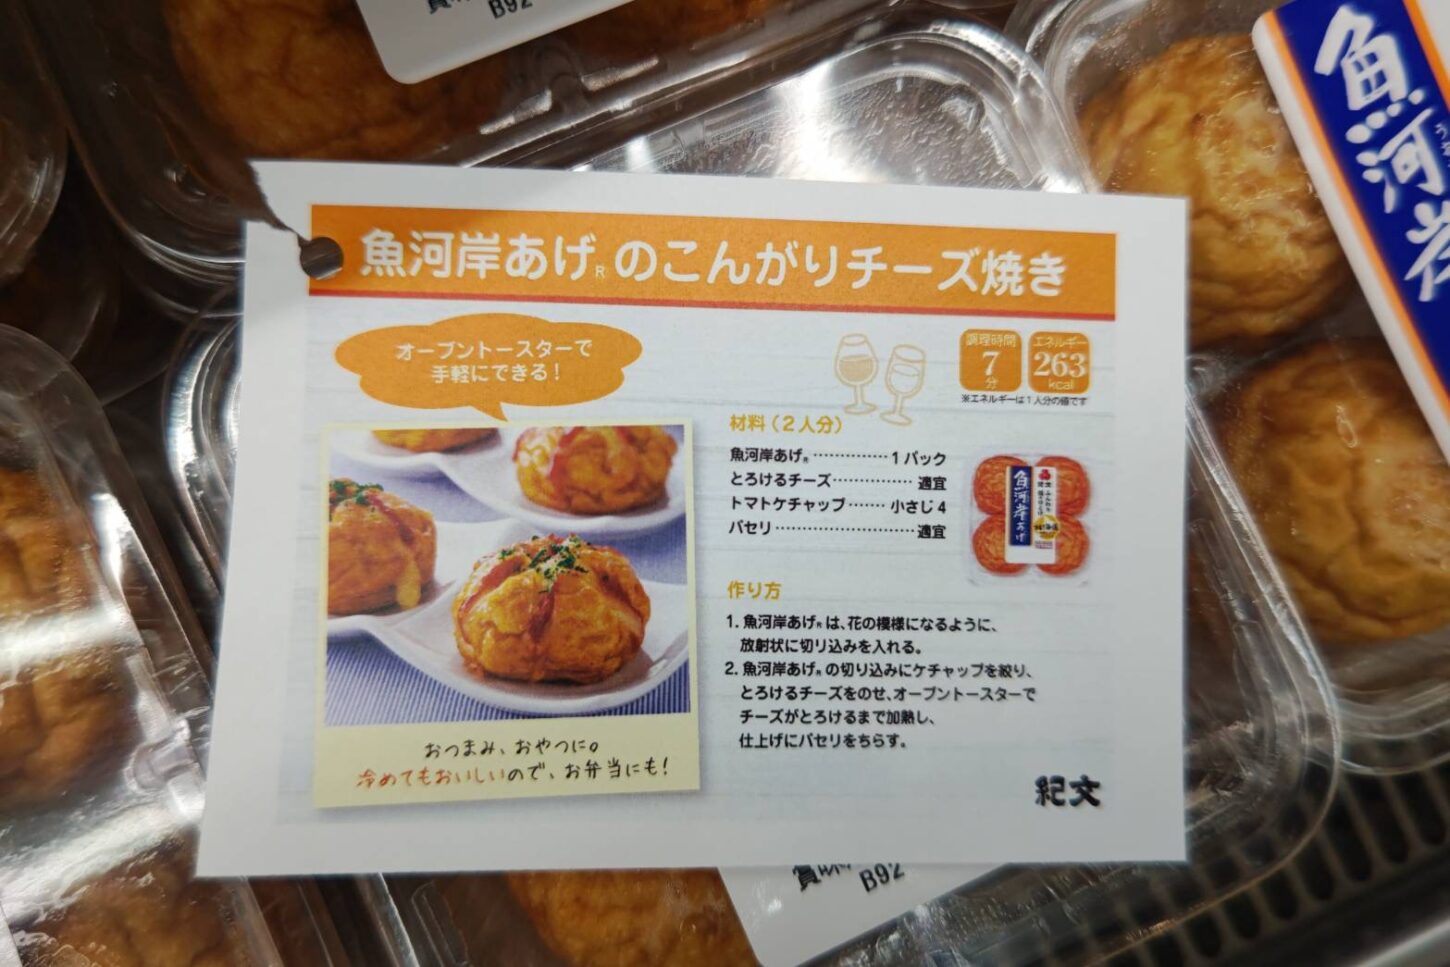 B92
魚河岸あげ®のこんがりチーズ焼き
オーブントースターで
手軽にできる!
調理時間
7
分
エネルギー
263
kcal
※エネルギーは1人分の値です
材料(2人分)
魚河岸あげ®……………1パック
とろけるチーズ……………適宜
トマトケチャップ……小さじ4
パセリ……………………適宜
魚河岸あげ
作り方
1. 魚河岸あげ®は、花の模様になるように、
放射状に切り込みを入れる。
2. 魚河岸あげ®の切り込みにケチャップを絞り、
とろけるチーズをのせ、オーブントースターで
チーズがとろけるまで加熱し、
仕上げにパセリをちらす。
おつまみ、おやつに。
冷めてもおいしいので、お弁当にも!
紀文
魚河岸
B92